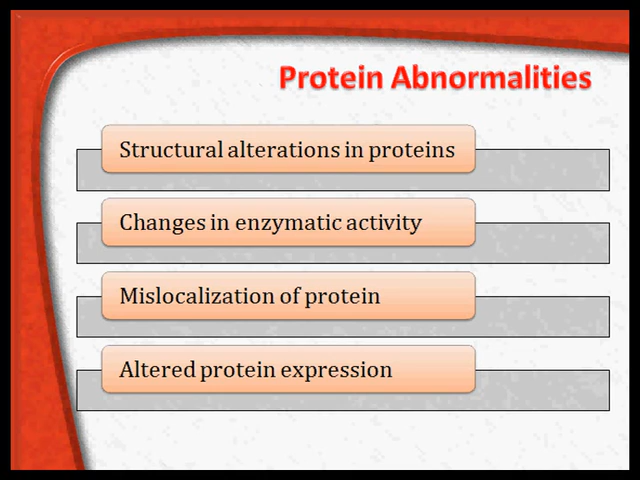 Protein Abnormalities
Structural alterations in proteins
Changes in enzymatic activity
Mislocalization of protein
Altered protein expression